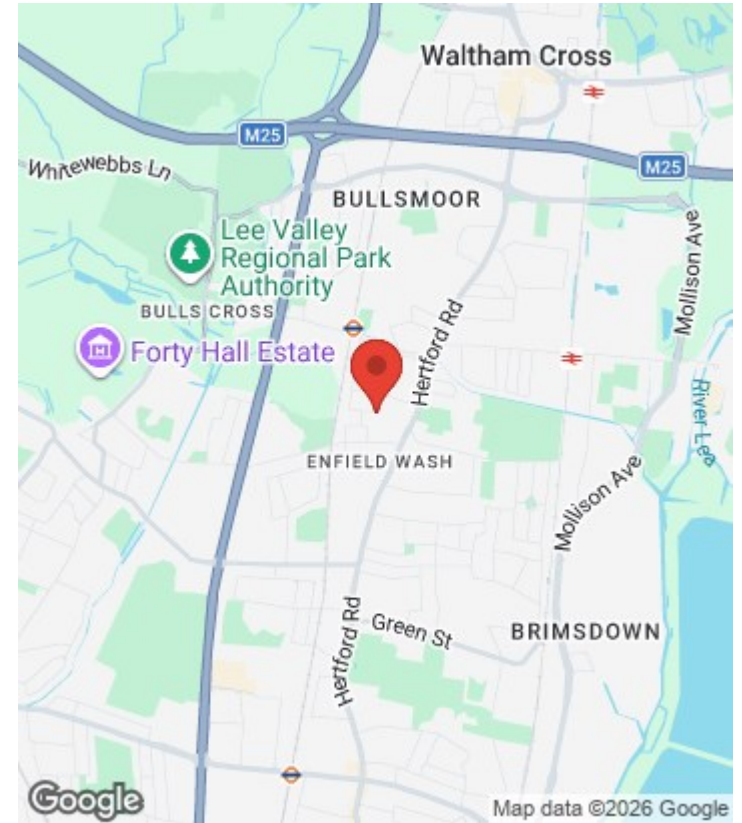 Waltham Cross
M25
M25
Whitewebbs Ln
BULLSMOOR
Lee Valley
Regional Park
Authority
Mollison Ave
BULLS CROSS
Forty Hall Estate
Hertford Rd
River Lee
ENFIELD WASH
Mollison Ave
Hertford Rd
Green St
BRIMSDOWN
Google
Map data ©2026 Google